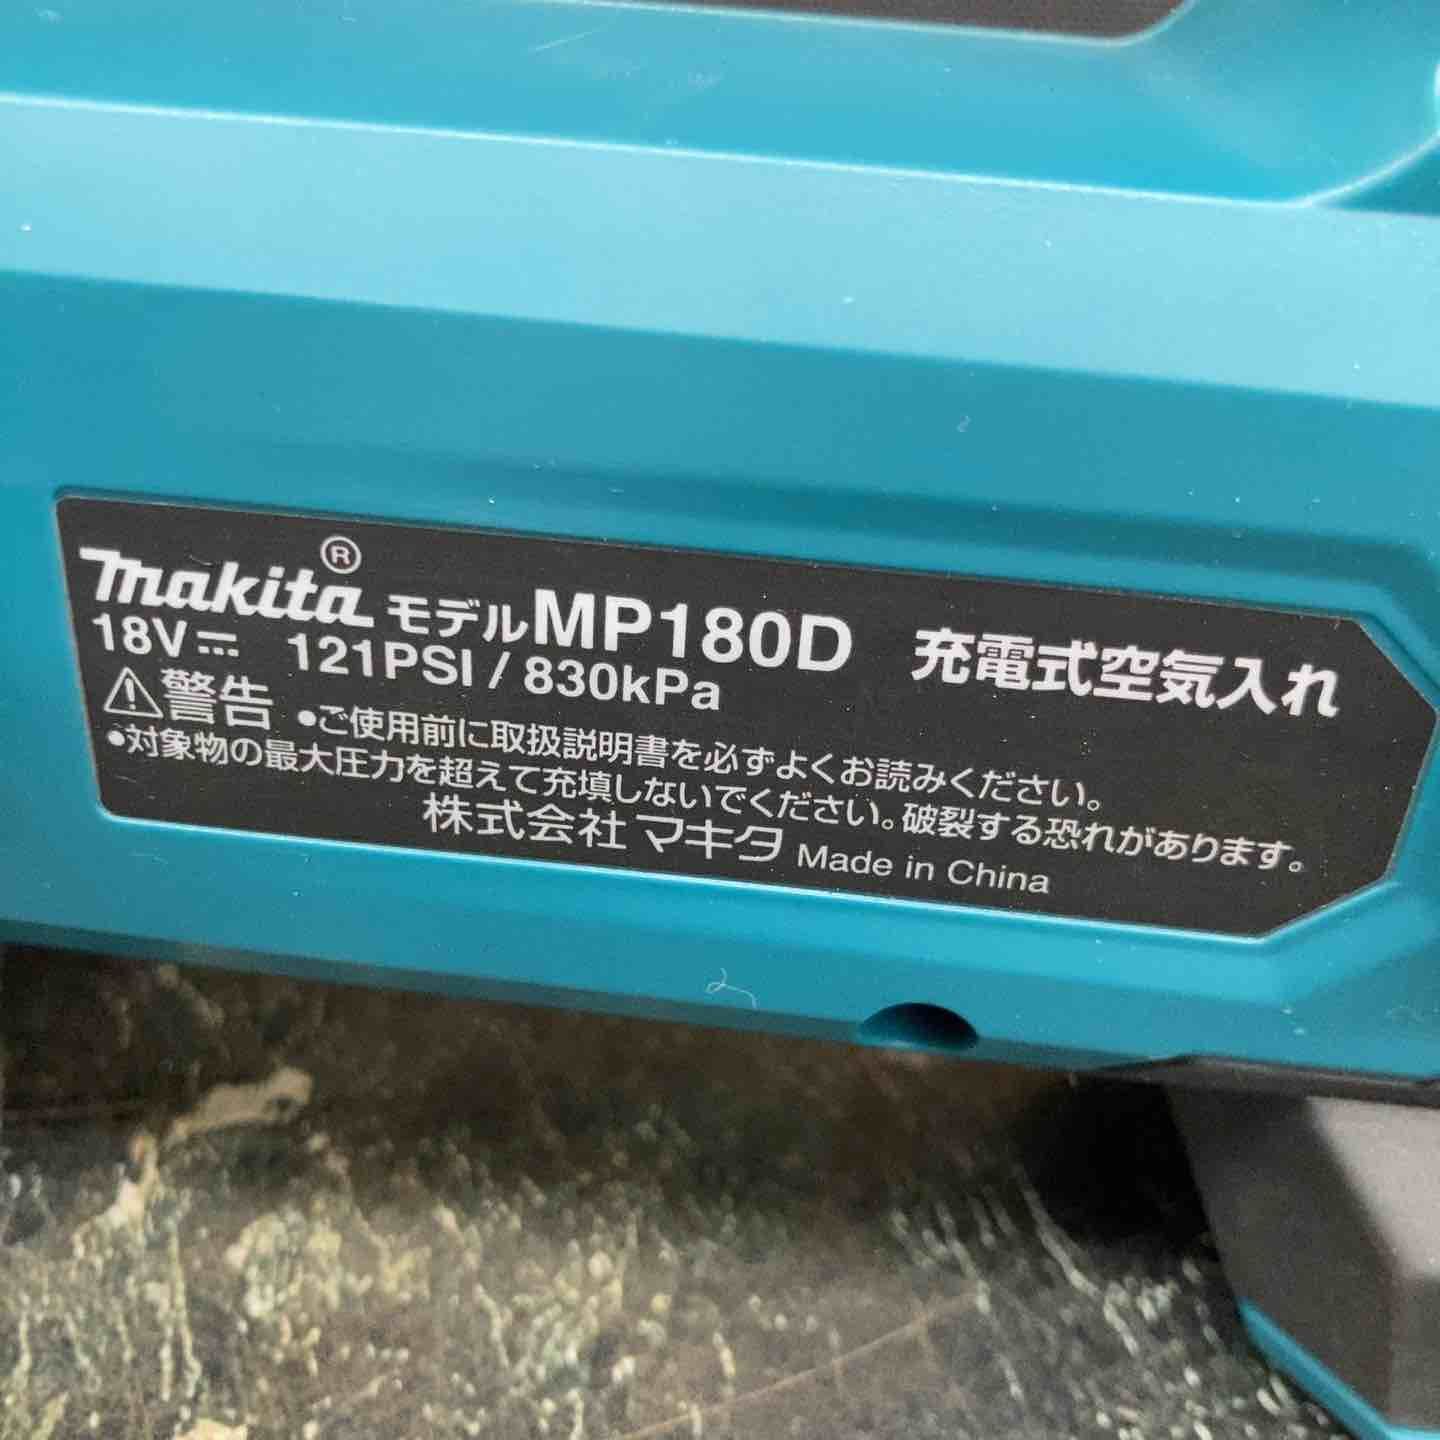 makita® モデルMP180D 充電式空気入れ
18V⎓ 121PSI / 830kPa
⚠警告 •ご使用前に取扱説明書を必ずよくお読みください。
•対象物の最大圧力を超えて充填しないでください。破裂する恐れがあります。
株式会社マキタ Made in China